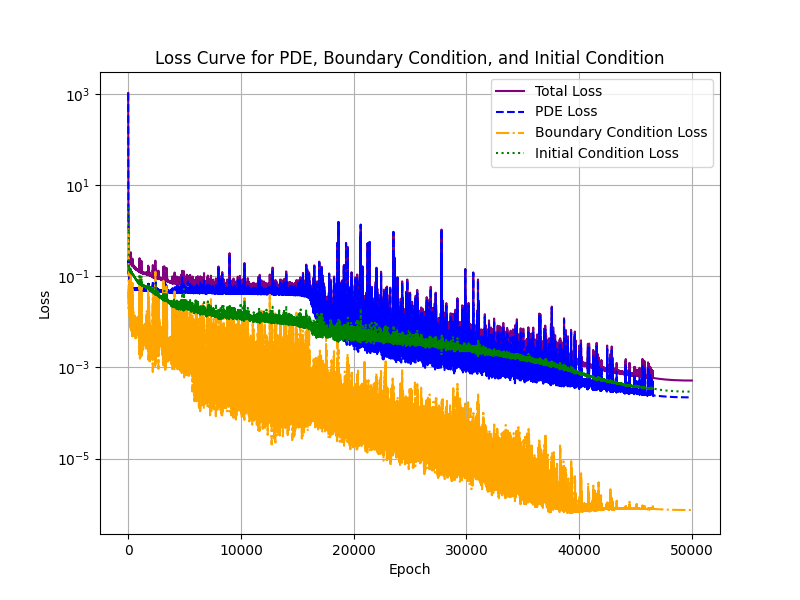 Loss Curve for PDE, Boundary Condition, and Initial Condition
Total Loss
PDE Loss
Boundary Condition Loss
Initial Condition Loss
10³
10¹
10⁻¹
10⁻³
10⁻⁵
Loss
0 10000 20000 30000 40000 50000
Epoch